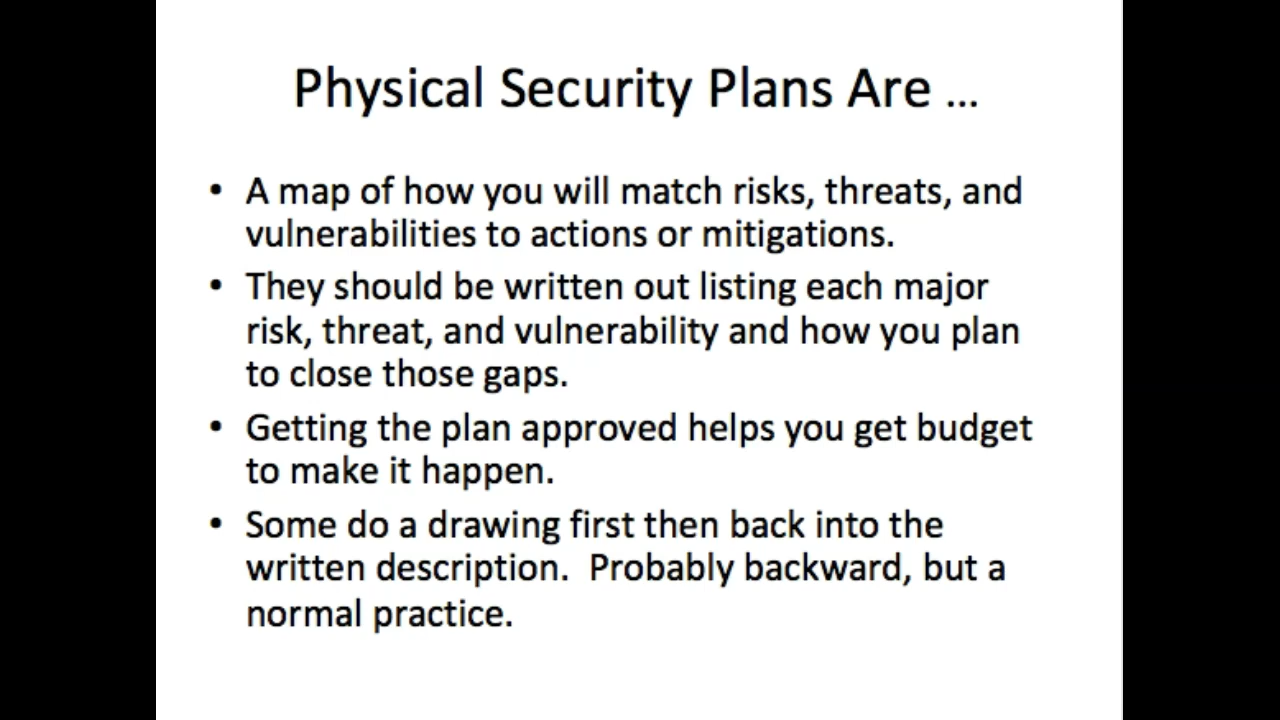 Physical Security Plans Are ...
• A map of how you will match risks, threats, and
vulnerabilities to actions or mitigations.
• They should be written out listing each major
risk, threat, and vulnerability and how you plan
to close those gaps.
• Getting the plan approved helps you get budget
to make it happen.
• Some do a drawing first then back into the
written description.  Probably backward, but a
normal practice.